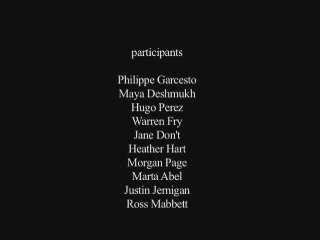 participants
Philippe Garcesto
Maya Deshmukh
Hugo Perez
Warren Fry
Jane Don't
Heather Hart
Morgan Page
Marta Abel
Justin Jernigan
Ross Mabbett